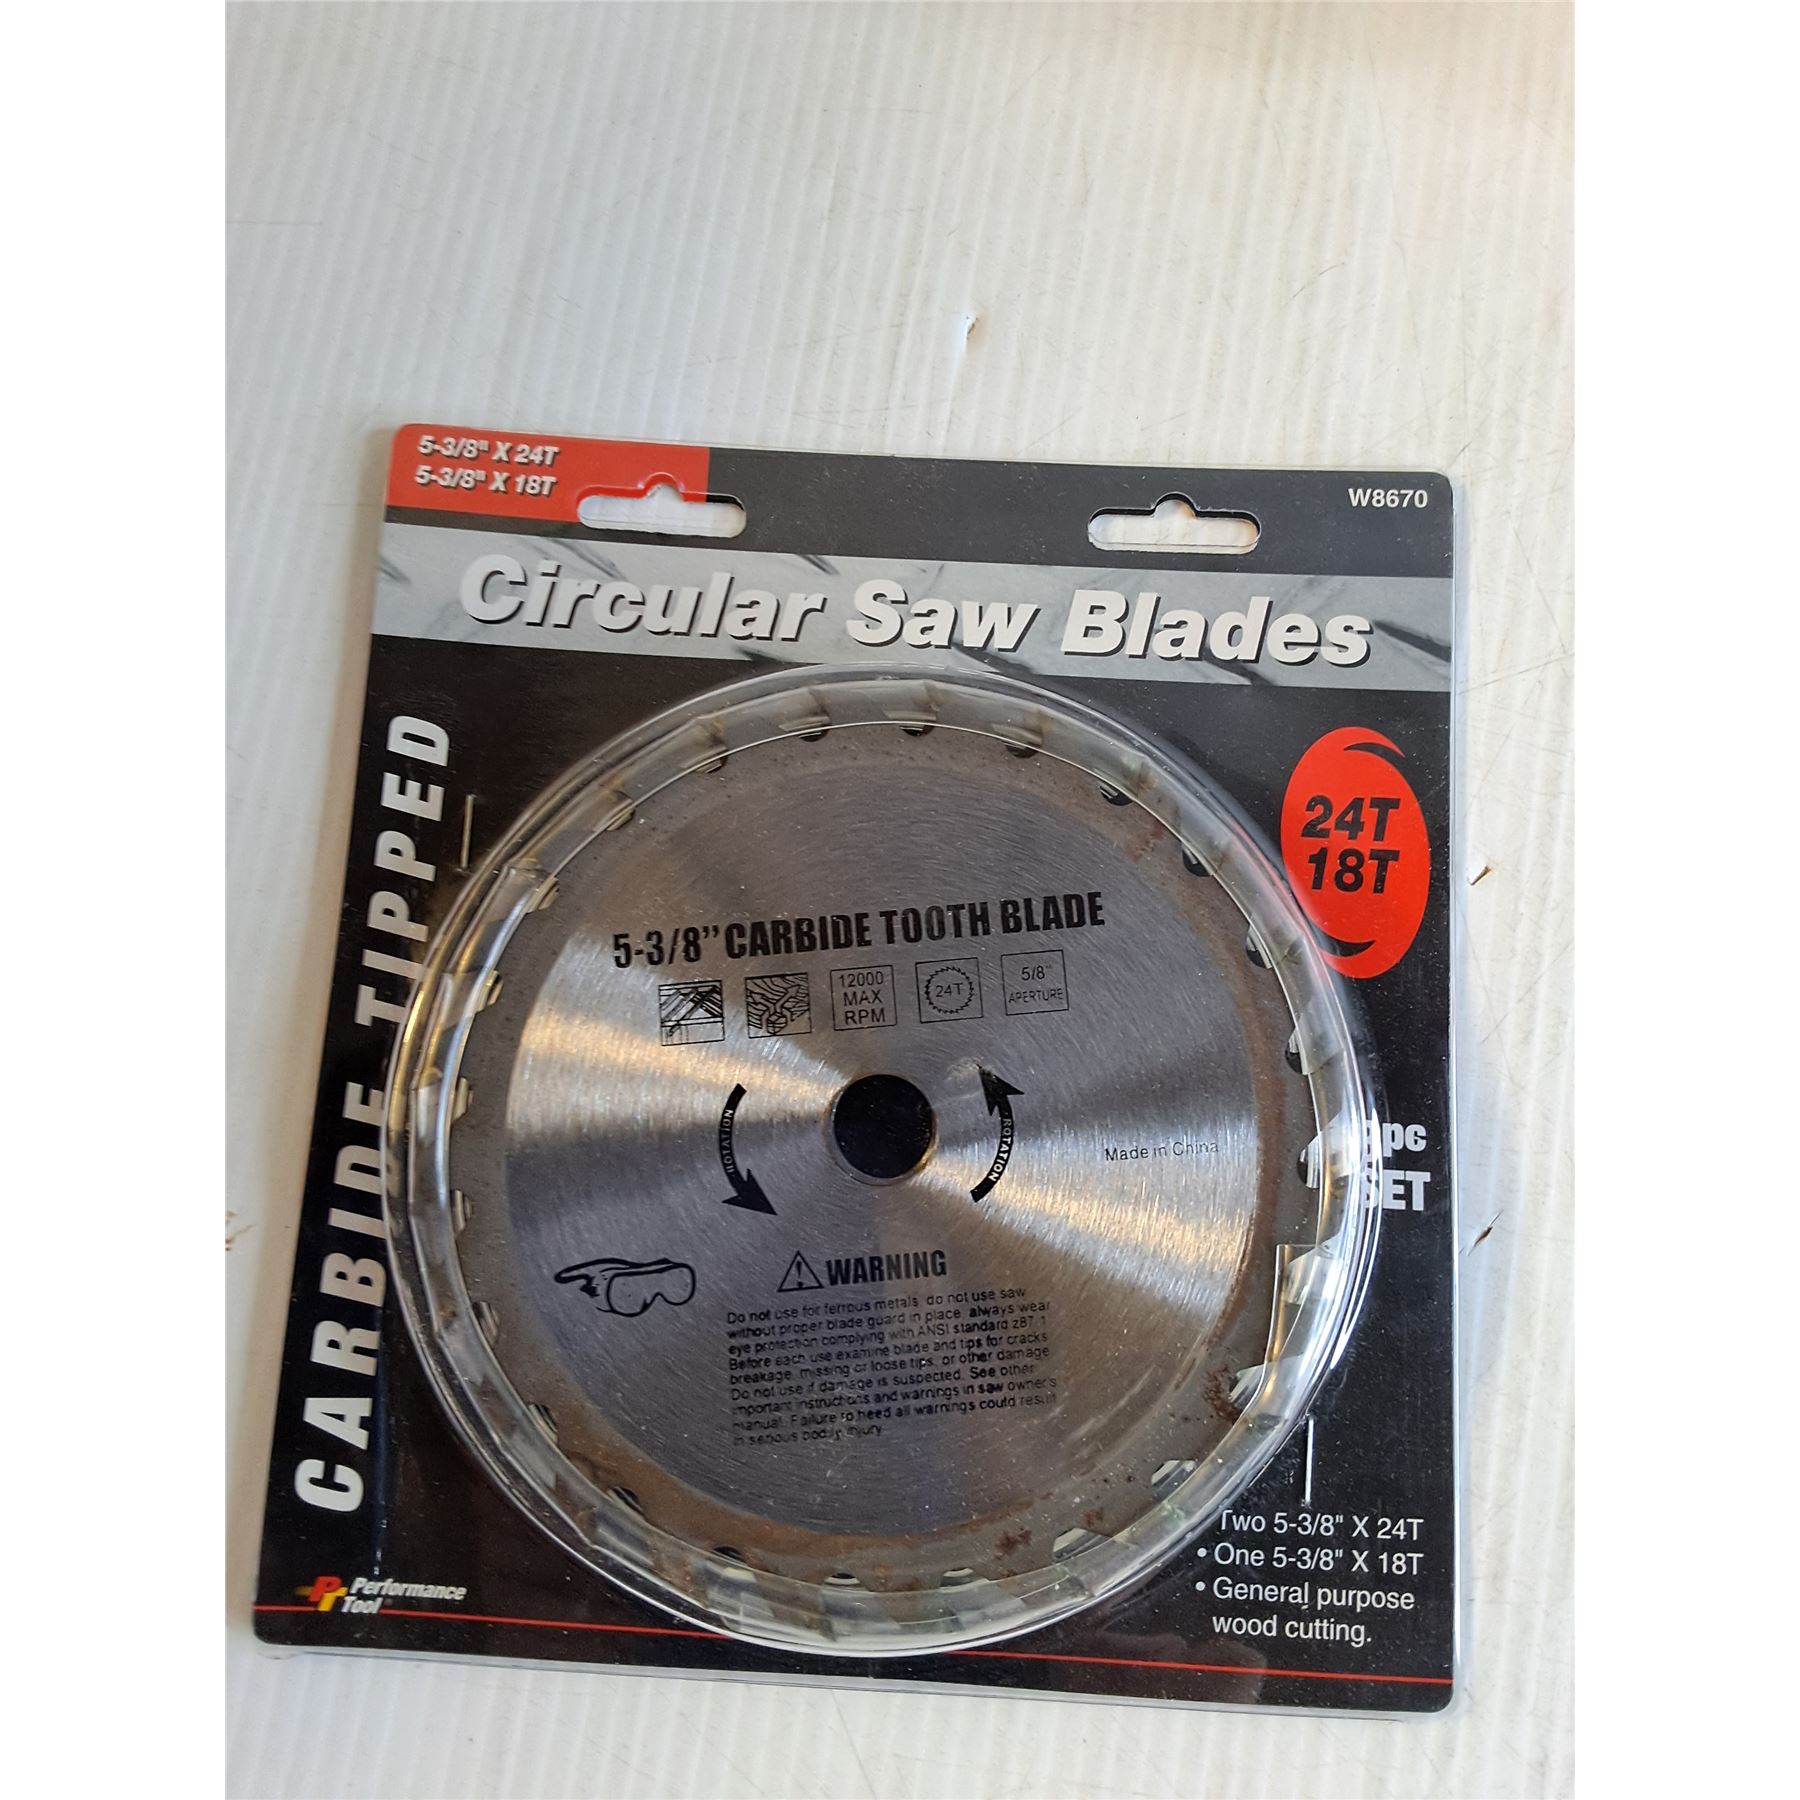 5-3/8" X 24T
5-3/8" X 18T
W8670
Circular Saw Blades
CARBIDE TIPPED
24T
18T
5-3/8” CARBIDE TOOTH BLADE
12000
MAX
RPM
24T
5/8"
APERTURE
ROTATION
ROTATION
Made in China
pc
SET
WARNING
Do not use for ferrous metals, do not use saw
without proper blade guard in place, always wear
eye protection complying with ANSI standard z87.1
Before each use examine blade and tips for cracks
breakage, missing or loose tips, or other damage
Do not use if damage is suspected. See other
important instructions and warnings in saw owner's
manual. Failure to heed all warnings could result
in serious bodily injury
Two 5-3/8" X 24T
• One 5-3/8" X 18T
• General purpose
wood cutting.
PT Performance
Tool